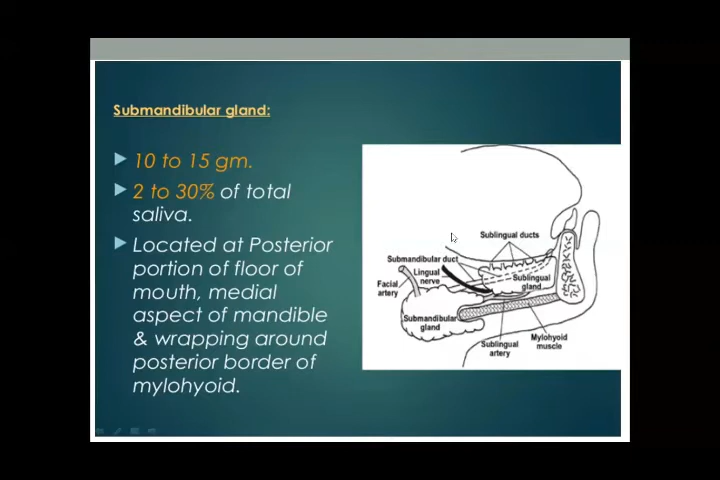 Submandibular gland:
10 to 15 gm.
2 to 30% of total
saliva.
Located at Posterior
portion of floor of
mouth, medial
aspect of mandible
& wrapping around
posterior border of
mylohyoid.
Sublingual ducts
Submandibular duct
Lingual
nerve
Facial
artery
Sublingual
gland
Submandibular
gland
Sublingual
artery
Mylohyoid
muscle